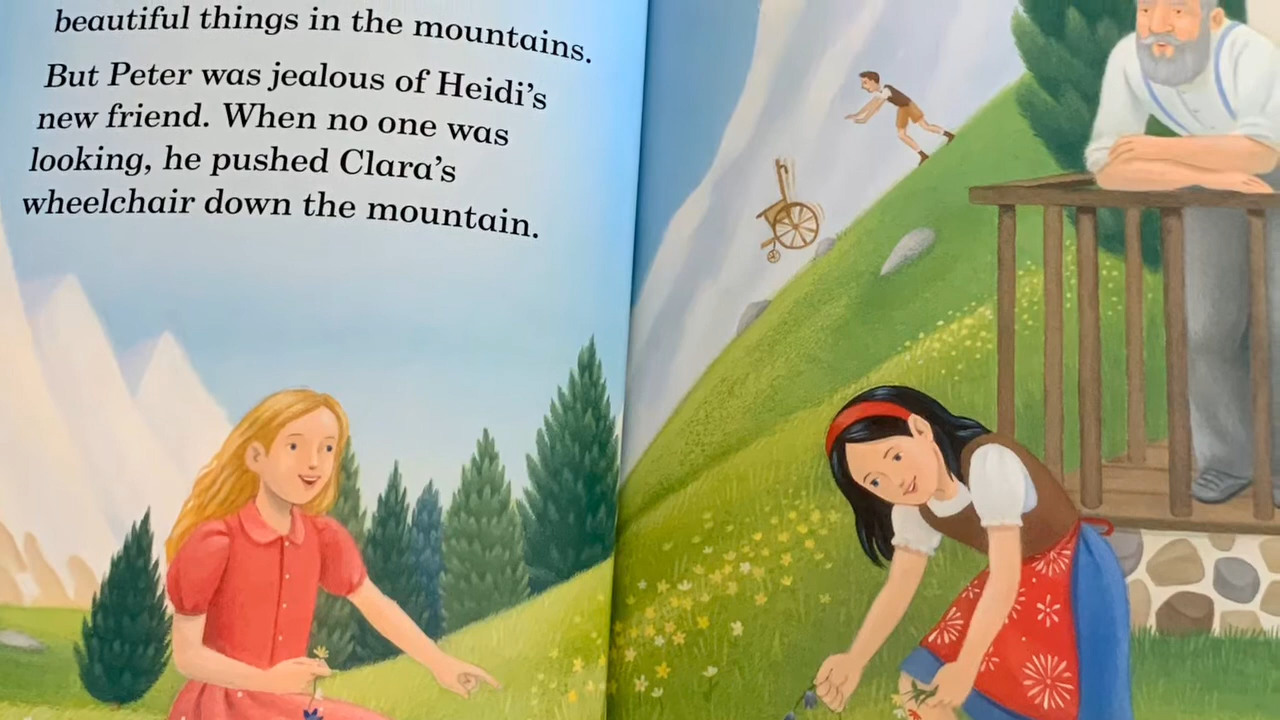 beautiful things in the mountains.
But Peter was jealous of Heidi's
new friend. When no one was
looking, he pushed Clara's
wheelchair down the mountain.